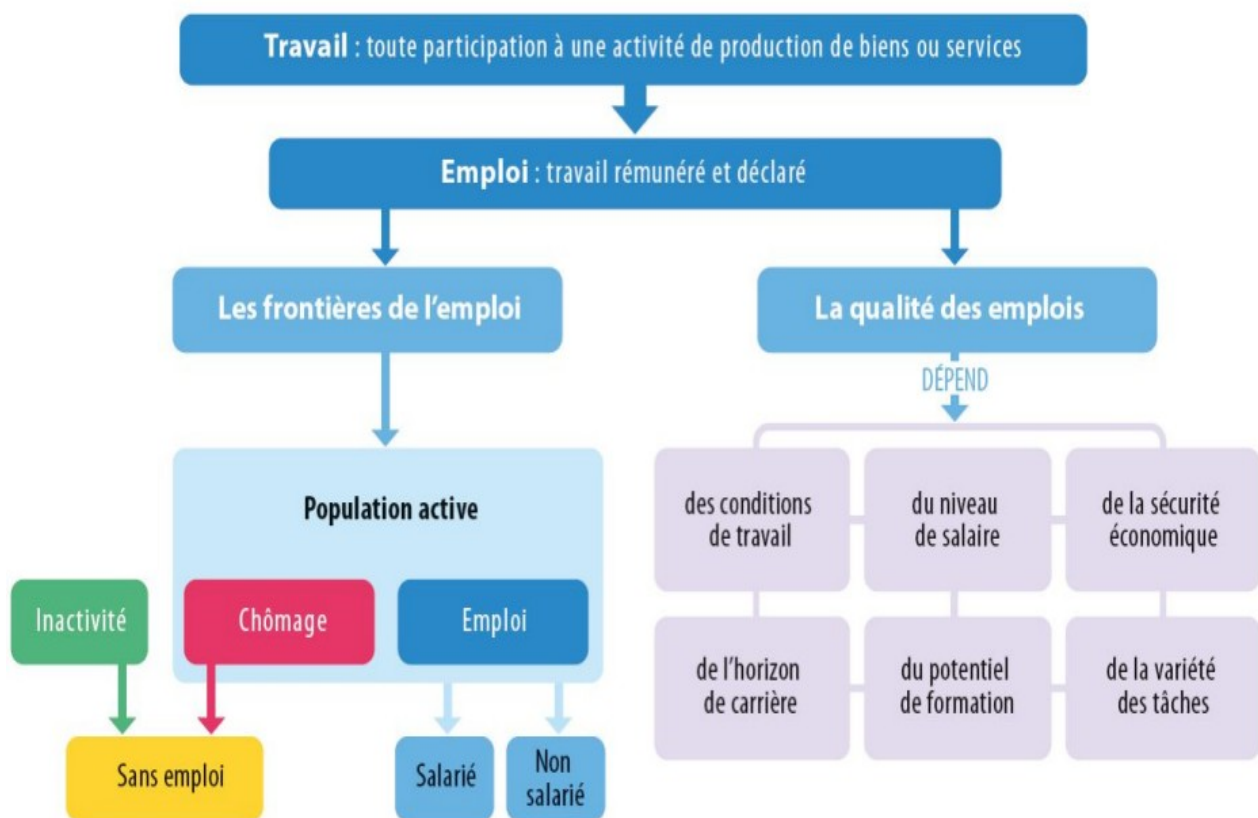 Travail : toute participation à une activité de production de biens ou services
Emploi : travail rémunéré et déclaré
Les frontières de l'emploi
La qualité des emplois
DÉPEND
Population active
Inactivité
Chômage
Emploi
Sans emploi
Salarié
Non
salarié
des conditions
de travail
du niveau
de salaire
de la sécurité
économique
de l'horizon
de carrière
du potentiel
de formation
de la variété
des tâches